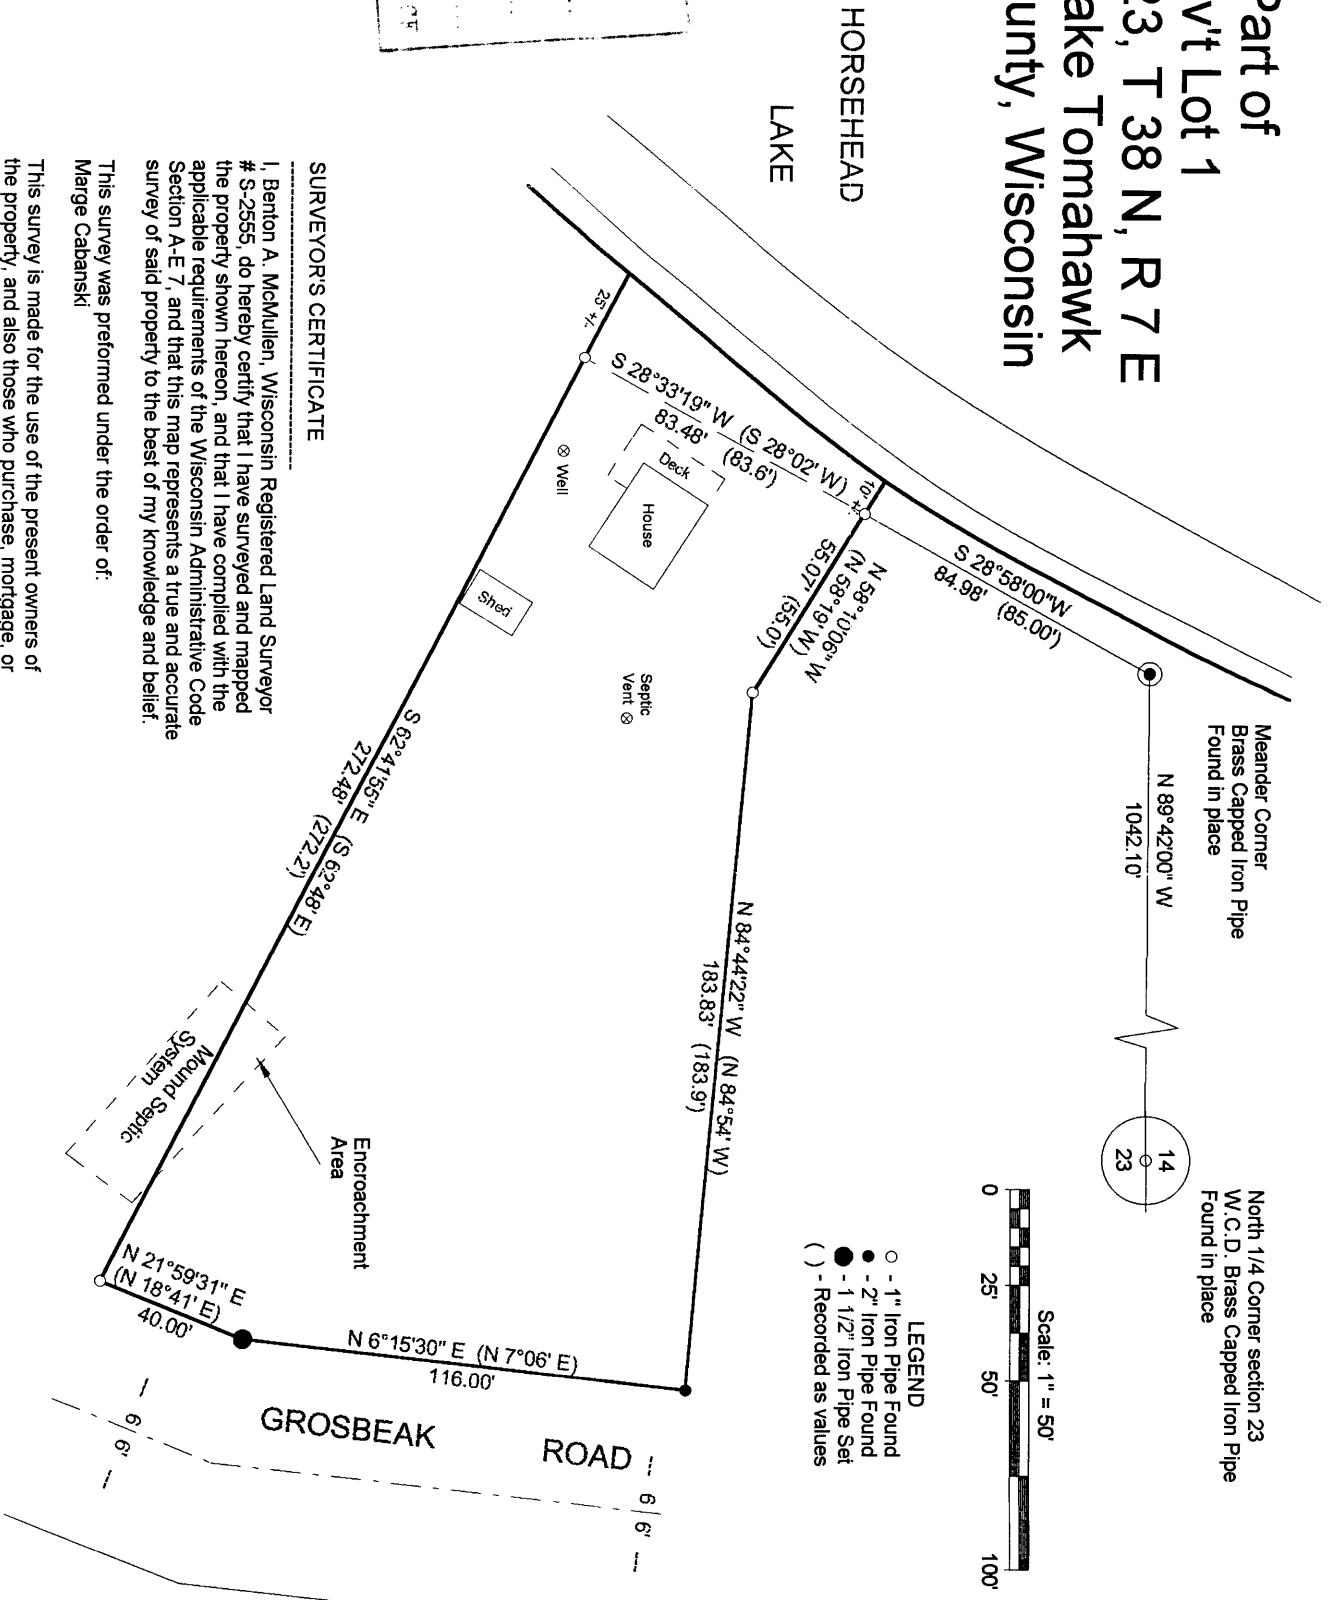 Part of
v't Lot 1
23, T 38 N, R 7 E
ake Tomahawk
unty, Wisconsin
HORSEHEAD
LAKE
Meander Corner
Brass Capped Iron Pipe
Found in place
N 89°42'00" W
1042.10'
North 1/4 Corner section 23
W.C.D. Brass Capped Iron Pipe
Found in place
14
23
S 28°58'00"W
84.98' (85.00')
S 28°33'19" W (S 28°02' W)
83.48' (83.6')
10' +/-
25' +/-
N 58°10'06" W
(N 58°19' W)
55.07' (55.0')
Deck
House
Well
Shed
Septic
Vent
N 84°44'22" W (N 84°54' W)
183.83' (183.9')
S 62°41'55" E (S 62°48' E)
272.48' (272.2')
Mound Septic
System
Encroachment
Area
N 21°59'31" E
(N 18°41' E)
40.00'
N 6°15'30" E (N 7°06' E)
116.00'
GROSBEAK ROAD
6 6'
6 6'
Scale: 1" = 50'
0 25' 50' 100'
LEGEND
- 1" Iron Pipe Found
- 2" Iron Pipe Found
- 1 1/2" Iron Pipe Set
( ) - Recorded as values
SURVEYOR'S CERTIFICATE
I, Benton A. McMullen, Wisconsin Registered Land Surveyor
# S-2555, do hereby certify that I have surveyed and mapped
the property shown hereon, and that I have complied with the
applicable requirements of the Wisconsin Administrative Code
Section A-E 7, and that this map represents a true and accurate
survey of said property to the best of my knowledge and belief.
This survey was preformed under the order of:
Marge Cabanski
This survey is made for the use of the present owners of
the property, and also those who purchase, mortgage, or